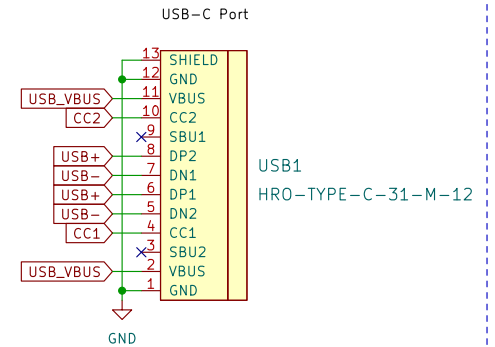 USB-C Port
13 SHIELD
12 GND
USB_VBUS 11 VBUS
CC2 10 CC2
9 SBU1
USB+ 8 DP2
USB- 7 DN1
USB+ 6 DP1
USB- 5 DN2
CC1 4 CC1
3 SBU2
USB_VBUS 2 VBUS
1 GND
USB1
HRO-TYPE-C-31-M-12
GND